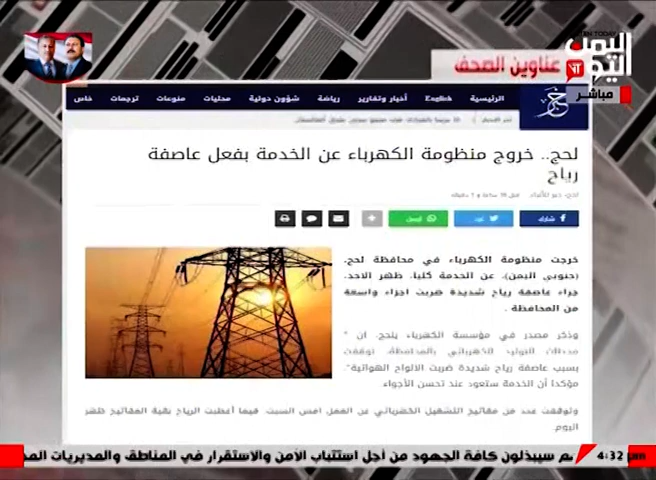 عناوين الصحف
اليمن
اليوم
مباشر
الرئيسية English أخبار وتقارير رياضة شؤون دولية محليات منوعات ترجمات خاص
لحج.. خروج منظومة الكهرباء عن الخدمة بفعل عاصفة
رياح
شارك
خرجت منظومة الكهرباء في محافظة لحج،
(جنوبي اليمن)، عن الخدمة كلياً، ظهر الأحد،
جراء عاصفة رياح شديدة ضربت اجزاء واسعة
من المحافظة .
وذكر مصدر في مؤسسة الكهرباء بلحج، ان "
بالمحافظة، توقفت
بسبب عاصفة رياح شديدة ضربت الألواح الهوائية"،
مؤكدا أن الخدمة ستعود عند تحسن الأجواء.
وتوقفت عدد من مفاتيح التشغيل الكهربائي عن العمل، امس السبت، فيما أعطبت الرياح بقية المفاتيح ظهر
اليوم.
م سيبذلون كافة الجهود من أجل استتباب الأمن والاستقرار في المناطق والمديريات المح
4:32